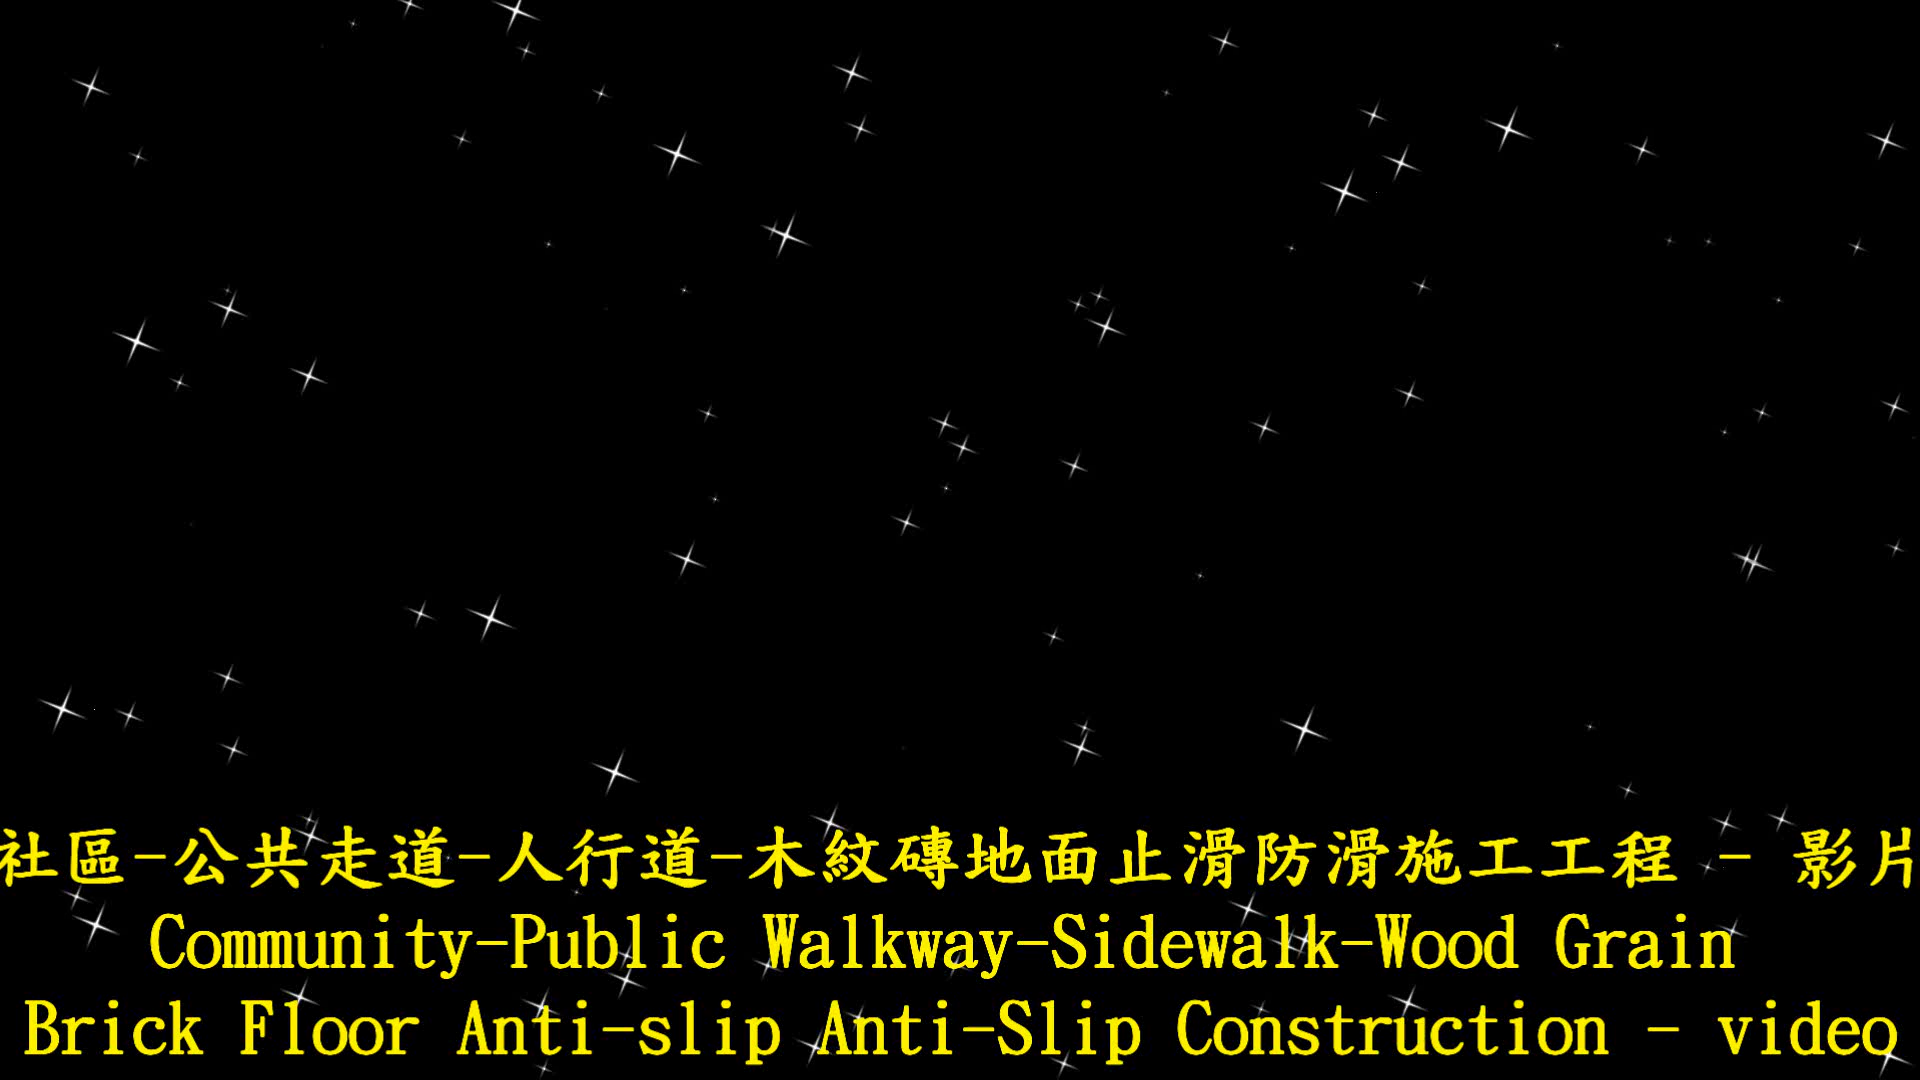 社區-公共走道-人行道-木紋磚地面止滑防滑施工工程 - 影片
Community-Public Walkway-Sidewalk-Wood Grain
Brick Floor Anti-slip Anti-Slip Construction - video